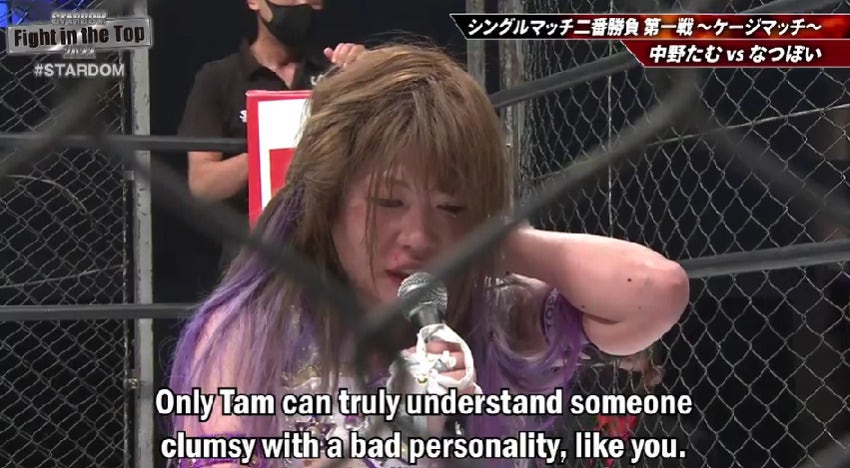 STARDOM
Fight in the Top
2022
#STARDOM
シングルマッチ二番勝負 第一戦 ～ケージマッチ～
中野たむ vs なつぽい
Only Tam can truly understand someone
clumsy with a bad personality, like you.